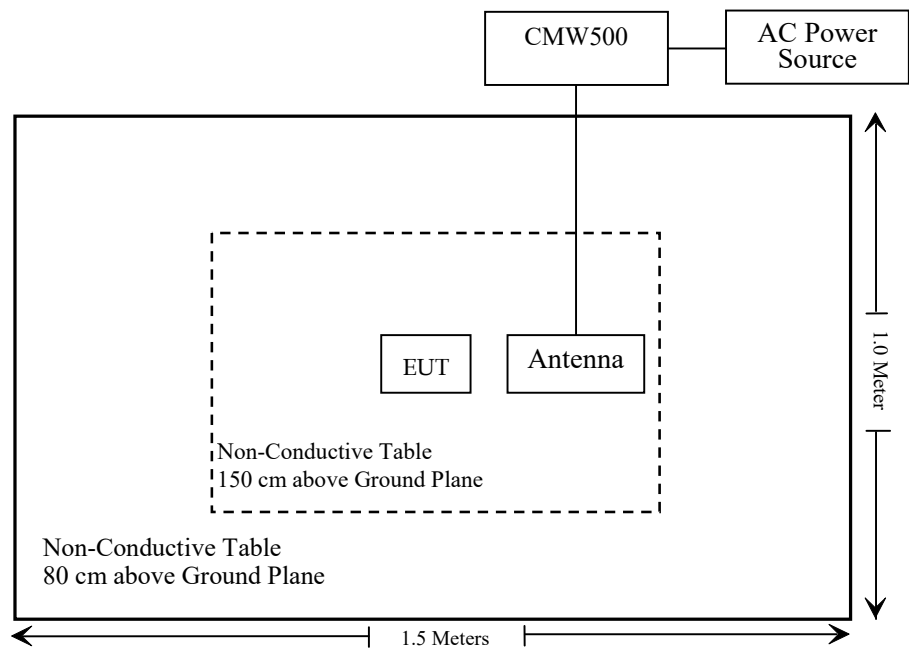 CMW500
AC Power
Source
EUT
Antenna
1.0 Meter
Non-Conductive Table
150 cm above Ground Plane
Non-Conductive Table
80 cm above Ground Plane
1.5 Meters